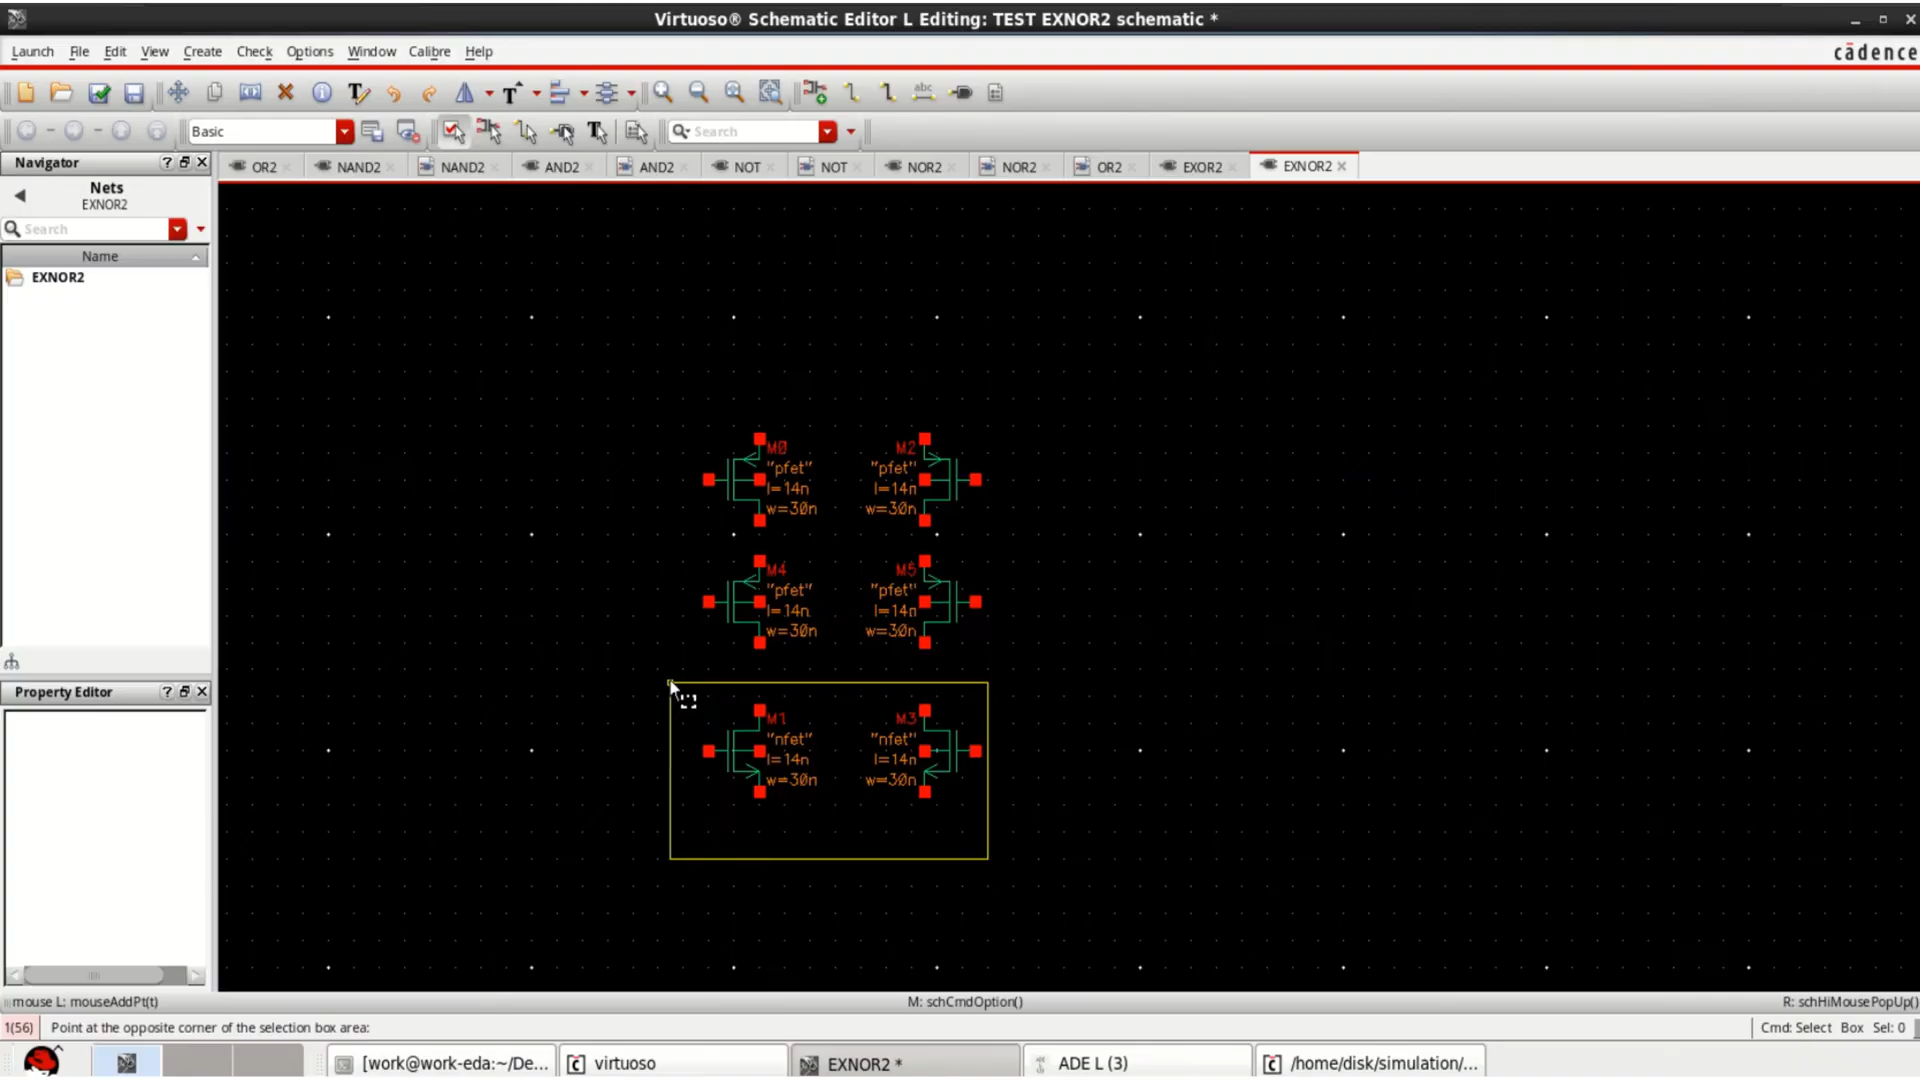 Virtuoso® Schematic Editor L Editing: TEST EXNOR2 schematic *
Launch File Edit View Create Check Options Window Calibre Help
cādence
abc
Basic
Search
Navigator
OR2 NAND2 NAND2 AND2 AND2 NOT NOT NOR2 NOR2 OR2 EXOR2 EXNOR2
Nets
EXNOR2
Search
Name
EXNOR2
Property Editor
M0
"pfet"
l=14n
w=30n
M2
"pfet"
l=14n
w=30n
M4
"pfet"
l=14n
w=30n
M5
"pfet"
l=14n
w=30n
M1
"nfet"
l=14n
w=30n
M3
"nfet"
l=14n
w=30n
mouse L: mouseAddPt(t)
M: schCmdOption()
R: schHiMousePopUp()
1(56) Point at the opposite corner of the selection box area:
Cmd: Select Box Sel: 0
[work@work-eda:~/De...
virtuoso
EXNOR2 *
ADE L (3)
/home/disk/simulation/...